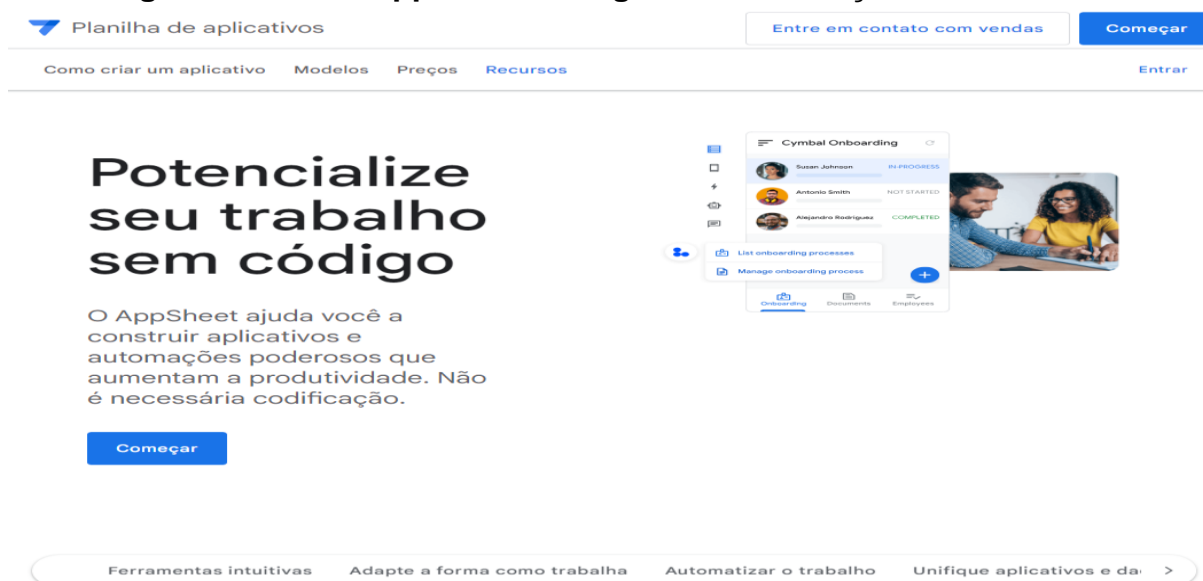 Planilha de aplicativos
Entre em contato com vendas
Começar
Como criar um aplicativo Modelos Preços Recursos
Entrar
Potencialize
seu trabalho
sem código
O AppSheet ajuda você a
construir aplicativos e
automações poderosos que
aumentam a produtividade. Não
é necessária codificação.
Começar
Cymbal Onboarding
Susan Johnson IN-PROGRESS
Antonio Smith NOT STARTED
Alejandro Rodriguez COMPLETED
List onboarding processes
Manage onboarding process
Onboarding Documents Employees
Ferramentas intuitivas Adapte a forma como trabalha Automatizar o trabalho Unifique aplicativos e da